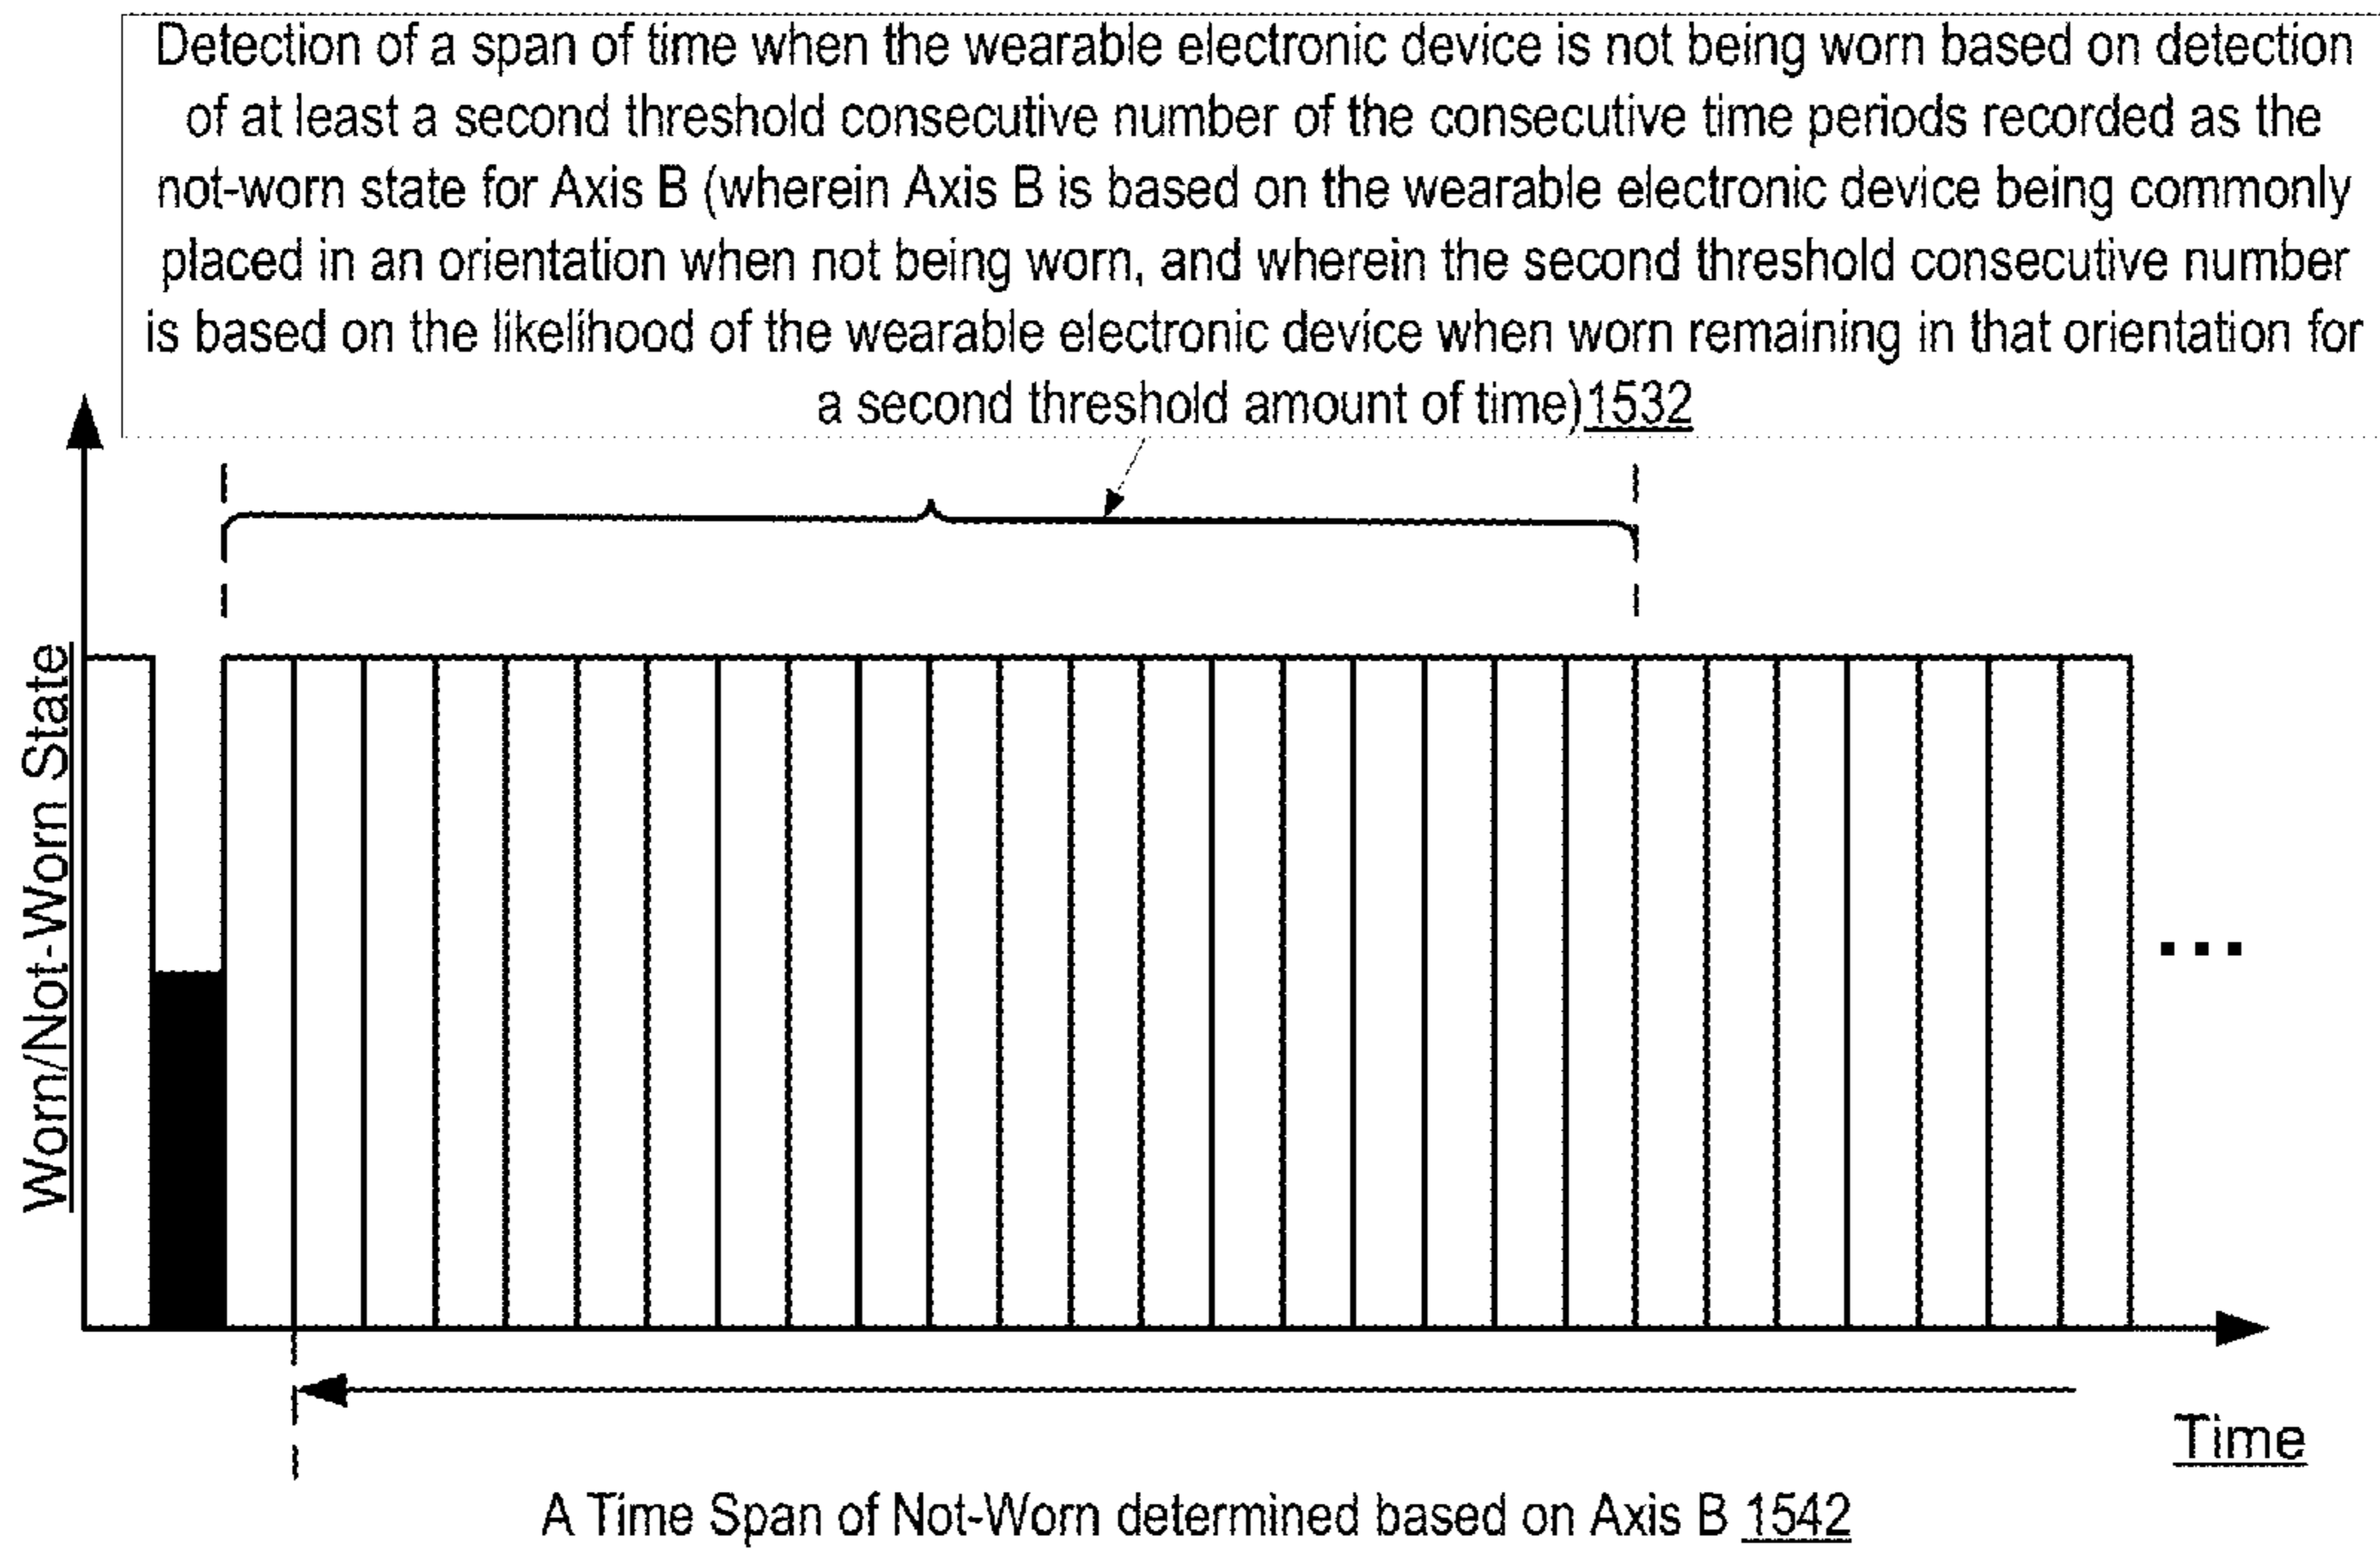 Detection of a span of time when the wearable electronic device is not being worn based on detection
of at least a second threshold consecutive number of the consecutive time periods recorded as the
not-worn state for Axis B (wherein Axis B is based on the wearable electronic device being commonly
placed in an orientation when not being worn, and wherein the second threshold consecutive number
is based on the likelihood of the wearable electronic device when worn remaining in that orientation for
a second threshold amount of time)1532
Worn/Not-Worn State
...
Time
A Time Span of Not-Worn determined based on Axis B 1542